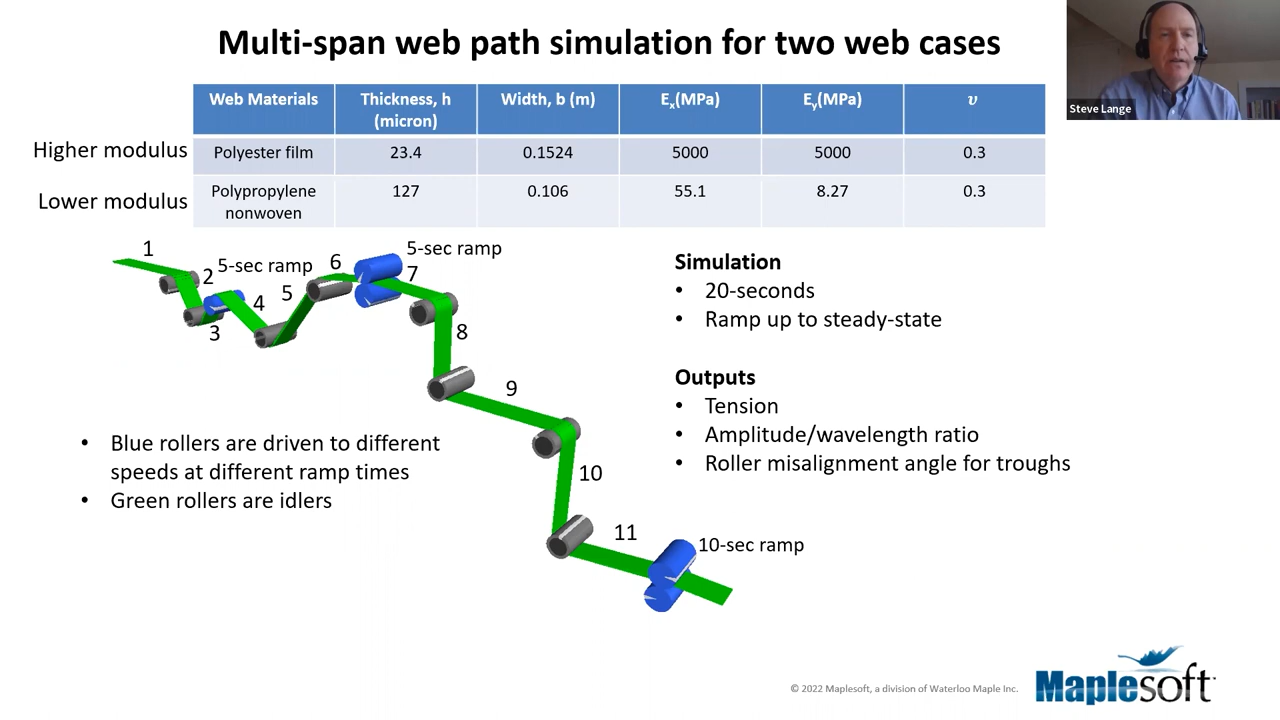 Multi-span web path simulation for two web cases
Steve Lange
Web Materials
Thickness, h
(micron)
Width, b (m)
Eₓ(MPa)
Eᵧ(MPa)
υ
Higher modulus
Polyester film
23.4
0.1524
5000
5000
0.3
Lower modulus
Polypropylene
nonwoven
127
0.106
55.1
8.27
0.3
1
2
5-sec ramp
3
4
5
6
5-sec ramp
7
8
9
10
11
10-sec ramp
• Blue rollers are driven to different
speeds at different ramp times
• Green rollers are idlers
Simulation
• 20-seconds
• Ramp up to steady-state
Outputs
• Tension
• Amplitude/wavelength ratio
• Roller misalignment angle for troughs
© 2022 Maplesoft, a division of Waterloo Maple Inc.
Maplesoft